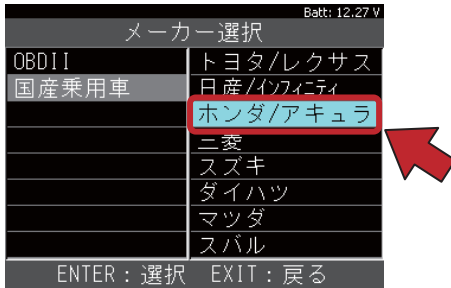 Batt: 12.27 V
メーカー選択
OBDII
国産乗用車
トヨタ/レクサス
日産/インフィニティ
ホンダ/アキュラ
三菱
スズキ
ダイハツ
マツダ
スバル
ENTER：選択 EXIT：戻る